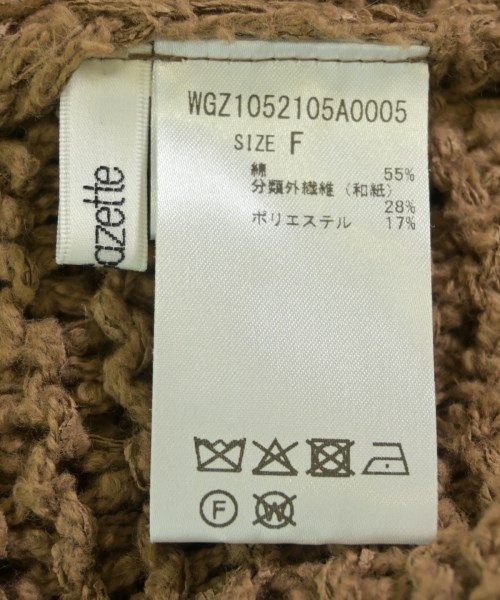 WGZ1052105A0005
SIZE F
綿 55%
分類外繊維（和紙）
28%
ポリエステル 17%
azette
F
W